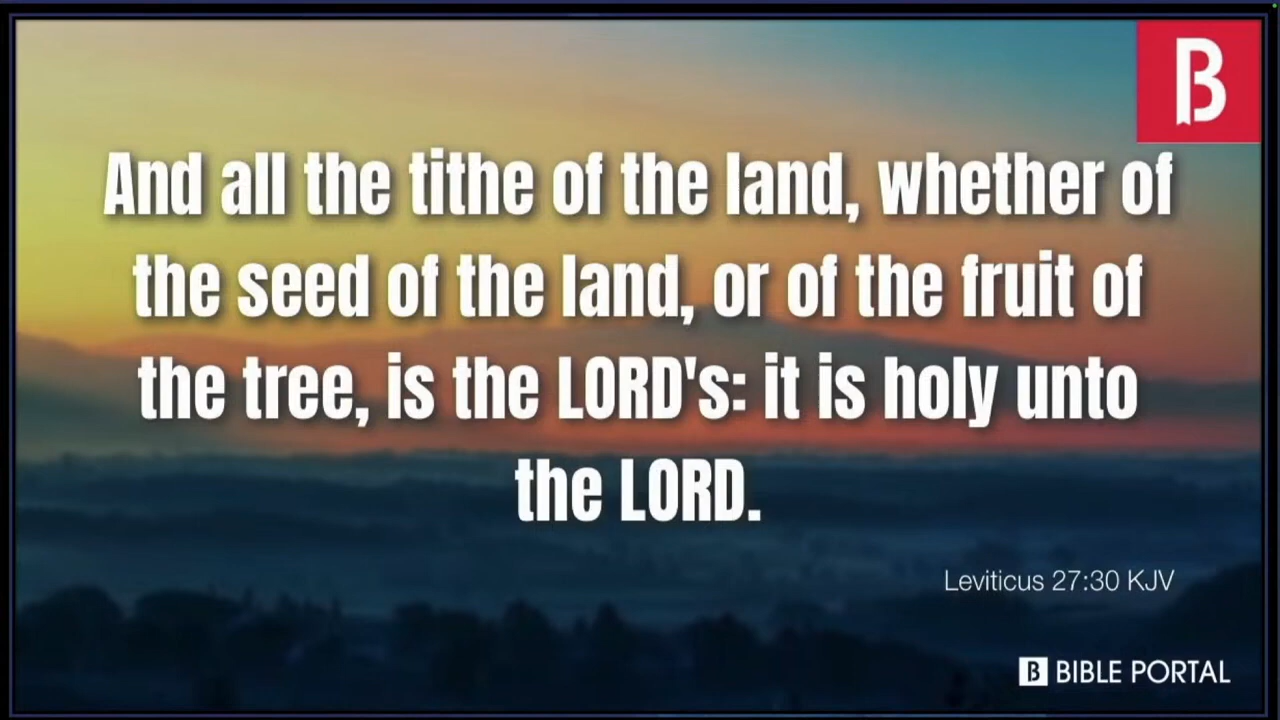 B
And all the tithe of the land, whether of
the seed of the land, or of the fruit of
the tree, is the LORD's: it is holy unto
the LORD.
Leviticus 27:30 KJV
B BIBLE PORTAL